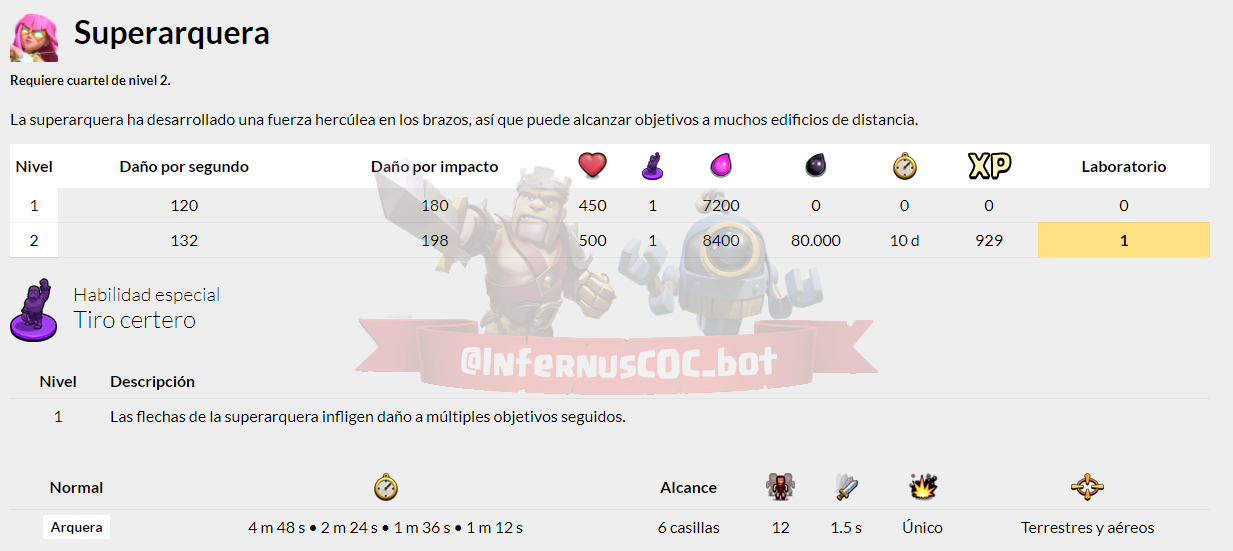 Superarquera
Requiere cuartel de nivel 2.
La superarquera ha desarrollado una fuerza hercúlea en los brazos, así que puede alcanzar objetivos a muchos edificios de distancia.
Nivel Daño por segundo Daño por impacto XP Laboratorio
1 120 180 450 1 7200 0 0 0 0
2 132 198 500 1 8400 80.000 10 d 929 1
Habilidad especial
Tiro certero
@InfernusCOC_bot
Nivel Descripción
1 Las flechas de la superarquera infligen daño a múltiples objetivos seguidos.
Normal Alcance
Arquera 4 m 48 s • 2 m 24 s • 1 m 36 s • 1 m 12 s 6 casillas 12 1.5 s Único Terrestres y aéreos